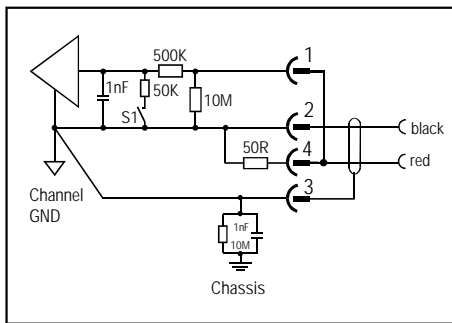 1
500K
1nF
50K
10M
S1
2
black
50R
4
red
Channel
GND
3
1nF
10M
Chassis